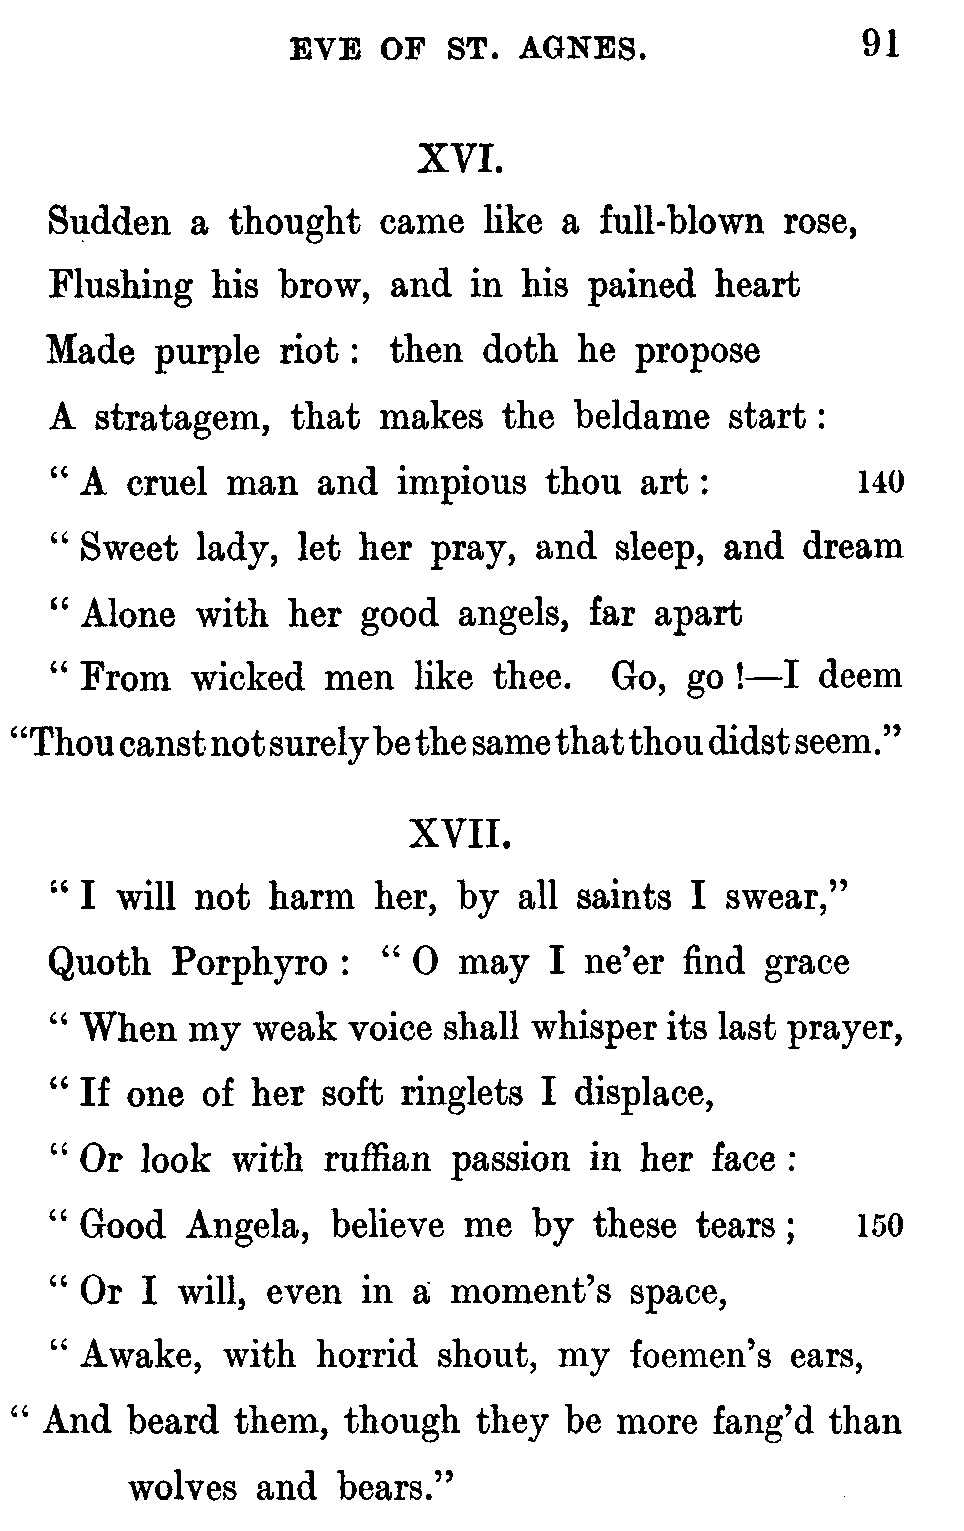 EVE OF ST. AGNES. 91
XVI.
Sudden a thought came like a full-blown rose,
Flushing his brow, and in his pained heart
Made purple riot : then doth he propose
A stratagem, that makes the beldame start :
“ A cruel man and impious thou art : 140
“ Sweet lady, let her pray, and sleep, and dream
“ Alone with her good angels, far apart
“ From wicked men like thee. Go, go !—I deem
“Thou canst not surely be the same that thou didst seem.”
XVII.
“ I will not harm her, by all saints I swear,”
Quoth Porphyro : “ O may I ne’er find grace
“ When my weak voice shall whisper its last prayer,
“ If one of her soft ringlets I displace,
“ Or look with ruffian passion in her face :
“ Good Angela, believe me by these tears ; 150
“ Or I will, even in a moment’s space,
“ Awake, with horrid shout, my foemen’s ears,
“ And beard them, though they be more fang’d than
wolves and bears.”